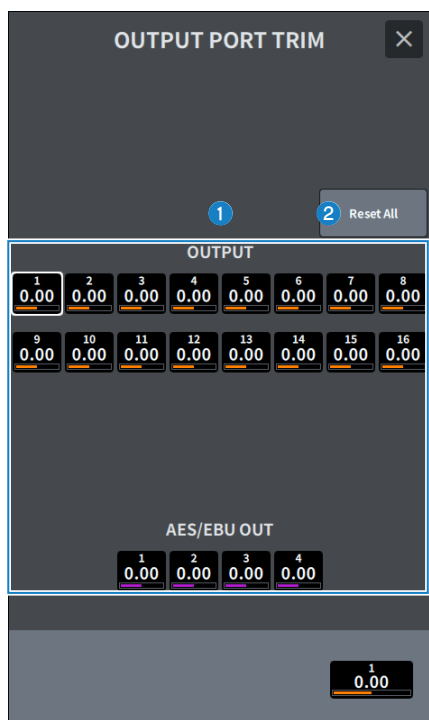 OUTPUT PORT TRIM
1
2 Reset All
OUTPUT
1 2 3 4 5 6 7 8
0.00 0.00 0.00 0.00 0.00 0.00 0.00 0.00
9 10 11 12 13 14 15 16
0.00 0.00 0.00 0.00 0.00 0.00 0.00 0.00
AES/EBU OUT
1 2 3 4
0.00 0.00 0.00 0.00
1
0.00